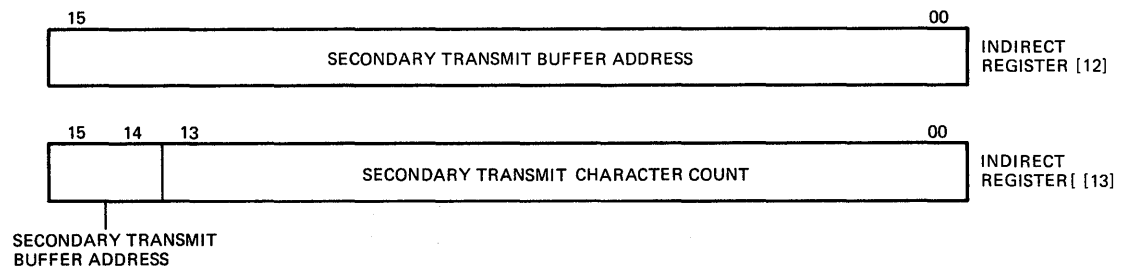 15 00
SECONDARY TRANSMIT BUFFER ADDRESS
INDIRECT
REGISTER [12]
15 14 13 00
SECONDARY TRANSMIT CHARACTER COUNT
INDIRECT
REGISTER[ [13]
SECONDARY TRANSMIT
BUFFER ADDRESS